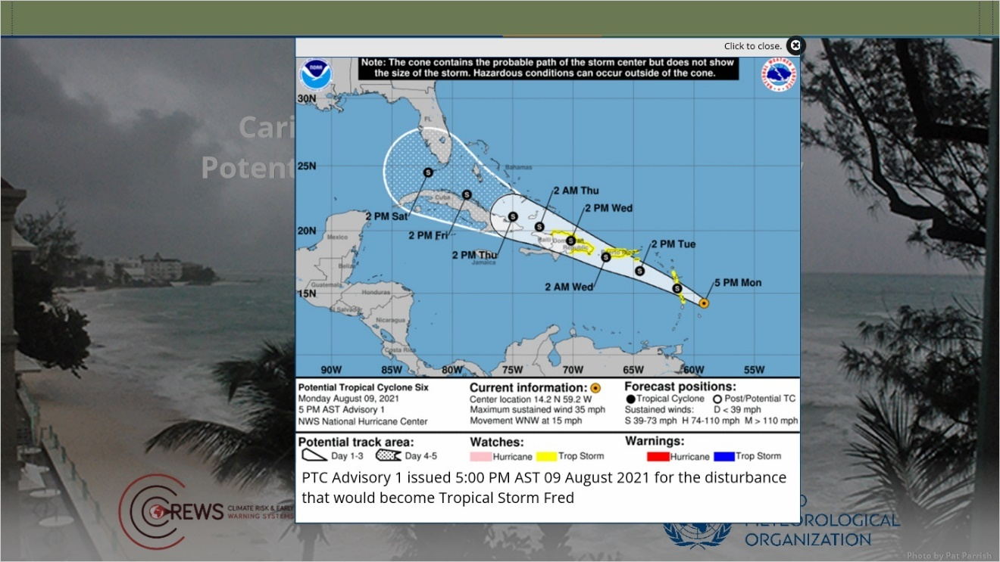 Click to close.
Note: The cone contains the probable path of the storm center but does not show
the size of the storm. Hazardous conditions can occur outside of the cone.
NOAA
30N
FL
Cari
Potent
25N
Bahamas
2 AM Thu
2 PM Wed
Cuba
2 PM Sat
20N
Mexico
2 PM Fri
Haiti
Dominican
Republic
Puerto Rico
2 PM Tue
2 PM Thu
Jamaica
Belize
2 AM Wed
5 PM Mon
Guatemala
15N
Honduras
El Salvador
Nicaragua
Costa Rica
90W 85W 80W 75W 70W 65W 60W 55W
Potential Tropical Cyclone Six
Monday August 09, 2021
5 PM AST Advisory 1
NWS National Hurricane Center
Current information:
Center location 14.2 N 59.2 W
Maximum sustained wind 35 mph
Movement WNW at 15 mph
Forecast positions:
Tropical Cyclone Post/Potential TC
Sustained winds: D < 39 mph
S 39-73 mph H 74-110 mph M > 110 mph
Potential track area:
Day 1-3 Day 4-5
Watches:
Hurricane Trop Storm
Warnings:
Hurricane Trop Storm
PTC Advisory 1 issued 5:00 PM AST 09 August 2021 for the disturbance
that would become Tropical Storm Fred
CREWS
CLIMATE RISK & EARLY
WARNING SYSTEMS
METEOROLOGICAL
ORGANIZATION
Photo by Pat Parrish